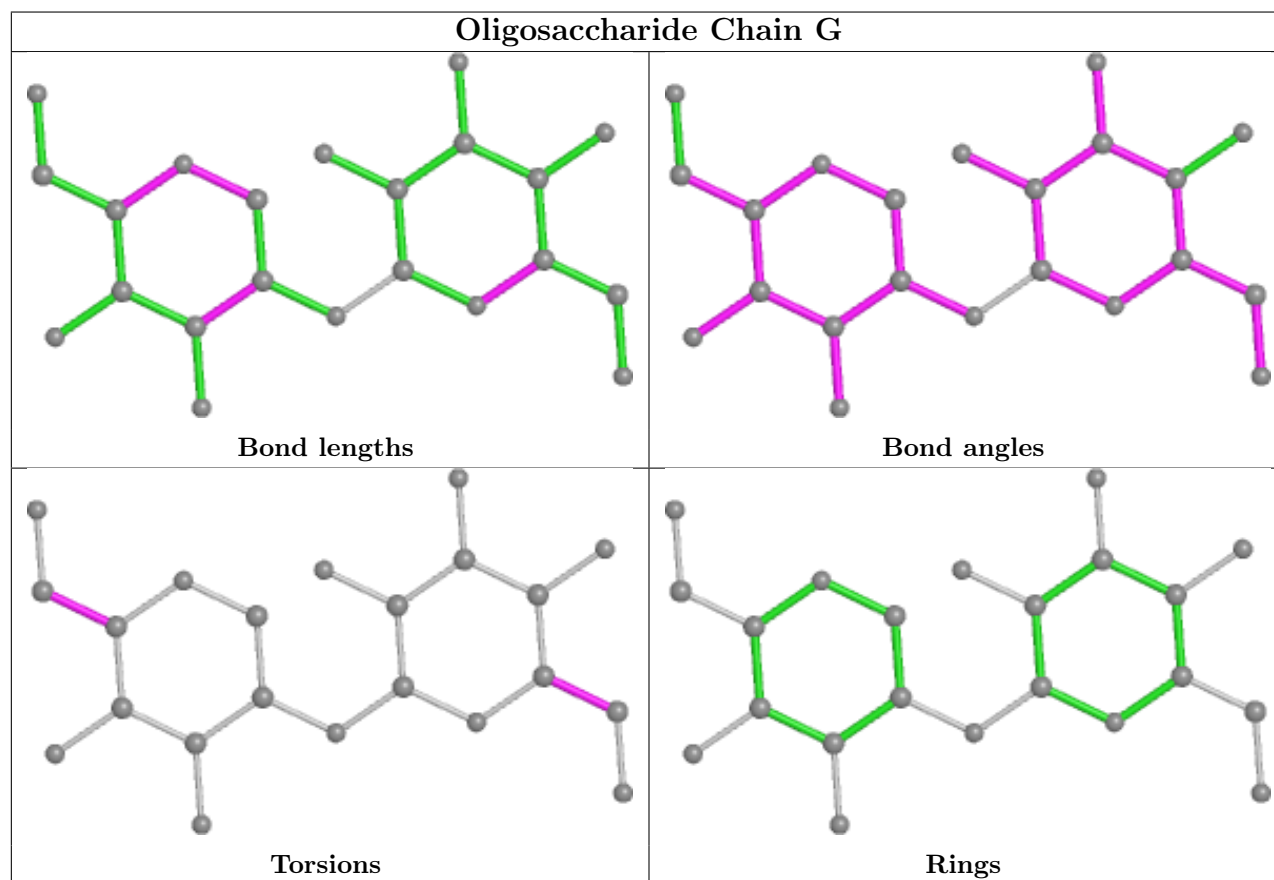 Oligosaccharide Chain G
Bond lengths
Bond angles
Torsions
Rings